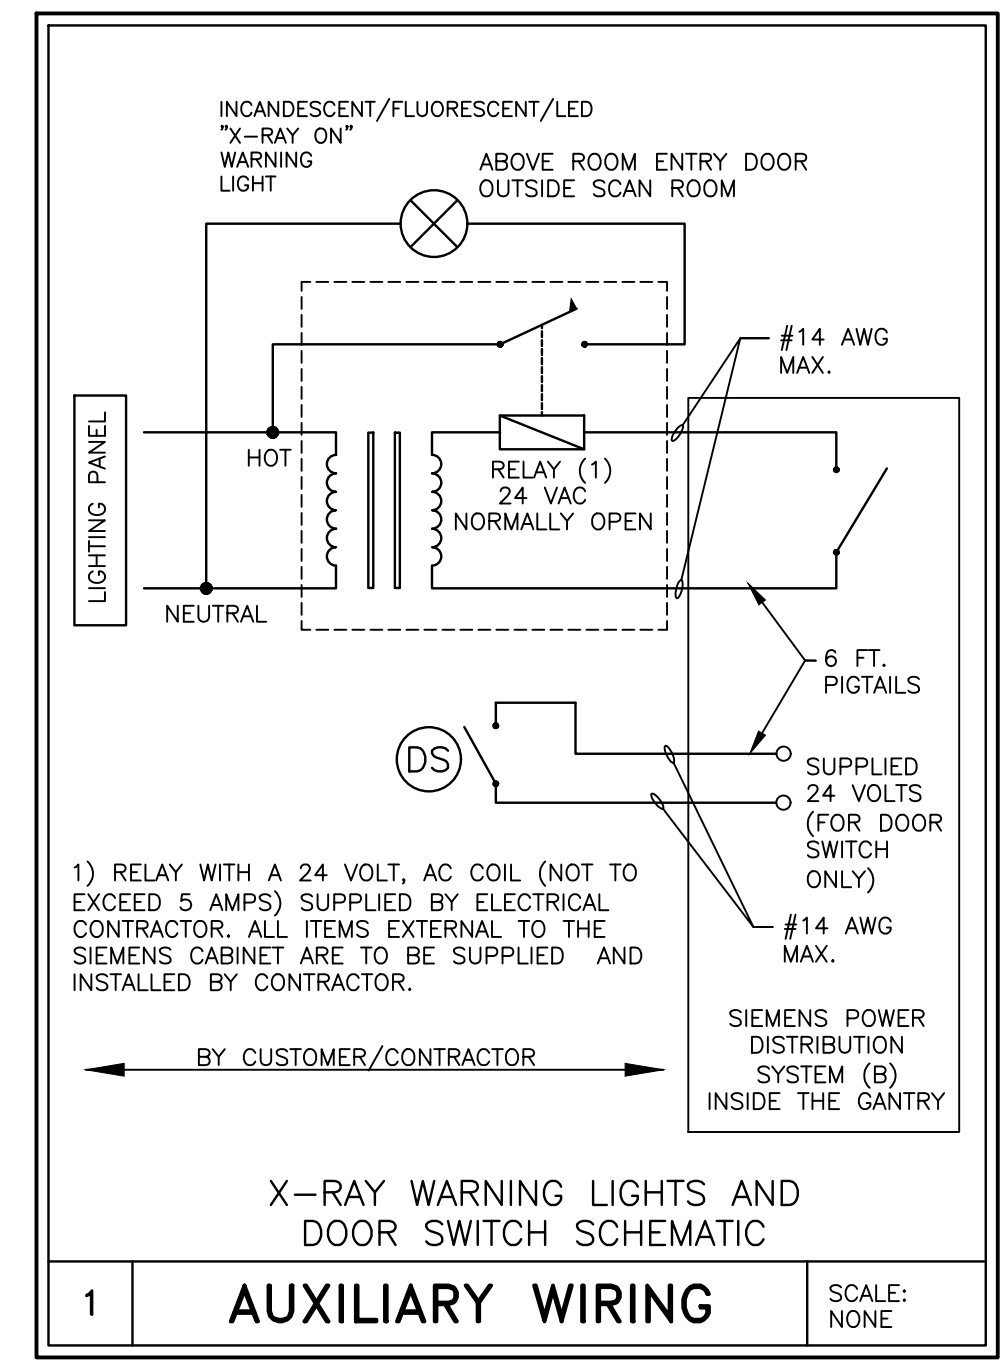 INCANDESCENT/FLUORESCENT/LED
"X-RAY ON"
WARNING
LIGHT
ABOVE ROOM ENTRY DOOR
OUTSIDE SCAN ROOM
#14 AWG
MAX.
LIGHTING PANEL
HOT
RELAY (1)
24 VAC
NORMALLY OPEN
NEUTRAL
6 FT.
PIGTAILS
DS
SUPPLIED
24 VOLTS
(FOR DOOR
SWITCH
ONLY)
1) RELAY WITH A 24 VOLT, AC COIL (NOT TO
EXCEED 5 AMPS) SUPPLIED BY ELECTRICAL
CONTRACTOR. ALL ITEMS EXTERNAL TO THE
SIEMENS CABINET ARE TO BE SUPPLIED AND
INSTALLED BY CONTRACTOR.
#14 AWG
MAX.
SIEMENS POWER
DISTRIBUTION
SYSTEM (B)
INSIDE THE GANTRY
BY CUSTOMER/CONTRACTOR
X-RAY WARNING LIGHTS AND
DOOR SWITCH SCHEMATIC
1
AUXILIARY WIRING
SCALE:
NONE